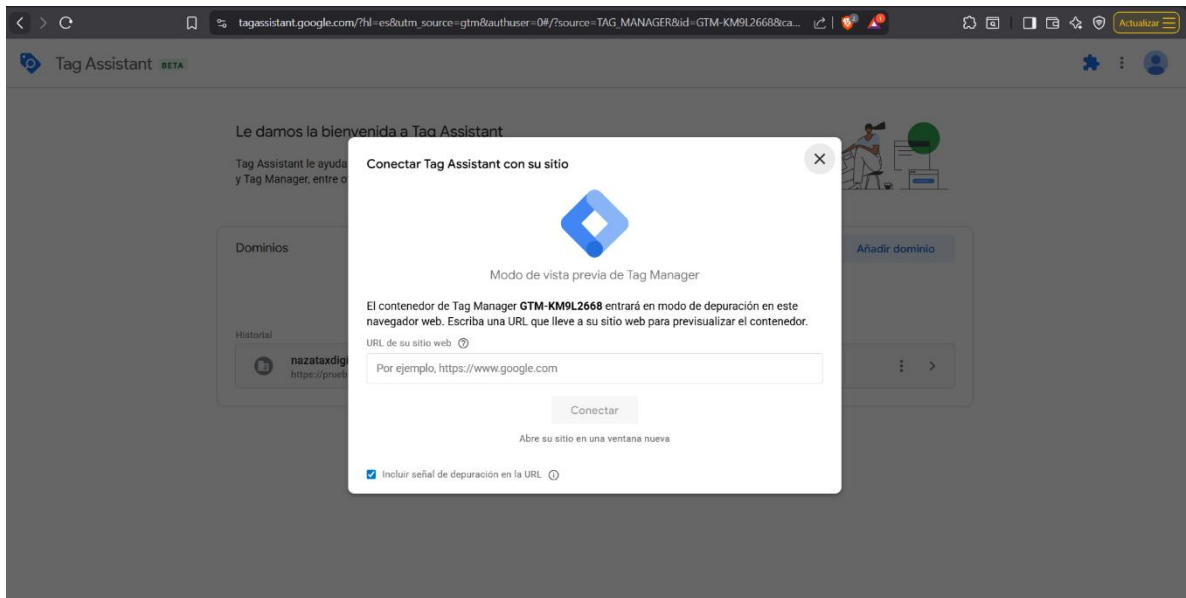 tagassistant.google.com/?hl=es&utm_source=gtm&authuser=0#/?source=TAG_MANAGER&id=GTM-KM9L2668&ca...
Actualizar
Tag Assistant BETA
Le damos la bienvenida a Tag Assistant
Tag Assistant le ayuda
y Tag Manager, entre o
Conectar Tag Assistant con su sitio
Modo de vista previa de Tag Manager
El contenedor de Tag Manager GTM-KM9L2668 entrará en modo de depuración en este
navegador web. Escriba una URL que lleve a su sitio web para previsualizar el contenedor.
URL de su sitio web
Por ejemplo, https://www.google.com
Conectar
Abre su sitio en una ventana nueva
Incluir señal de depuración en la URL
Dominios
Añadir dominio
Historial
nazataxdigi
https://prueb